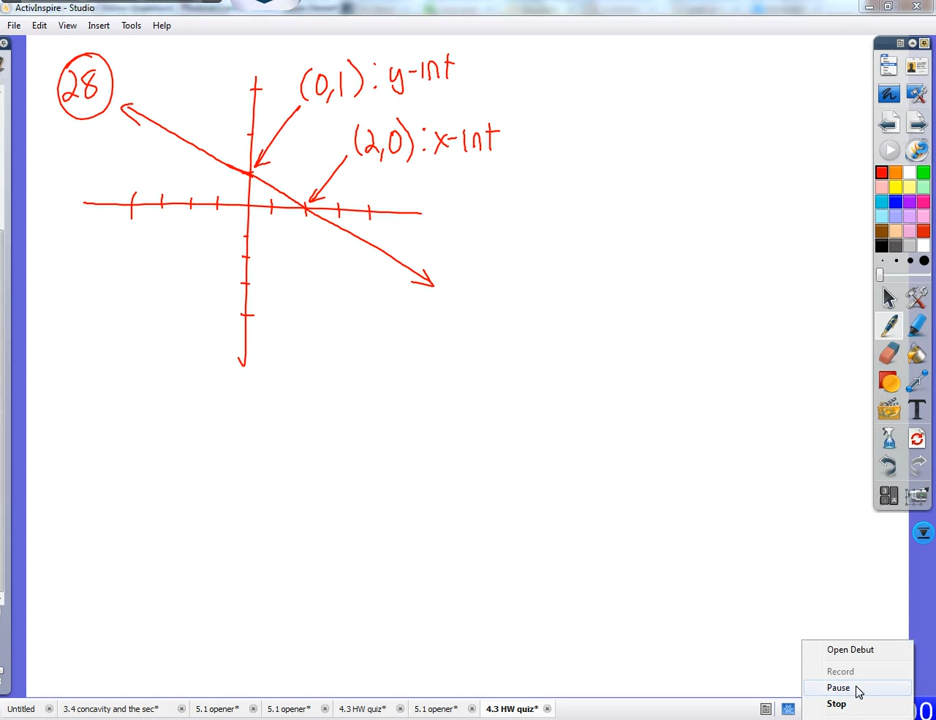 ActivInspire - Studio
File Edit View Insert Tools Help
28
(0,1) : y-int
(2,0) : x-int
Open Debut
Record
Pause
Stop
Untitled
3.4 concavity and the sec*
5.1 opener*
5.1 opener*
4.3 HW quiz*
5.1 opener*
4.3 HW quiz*